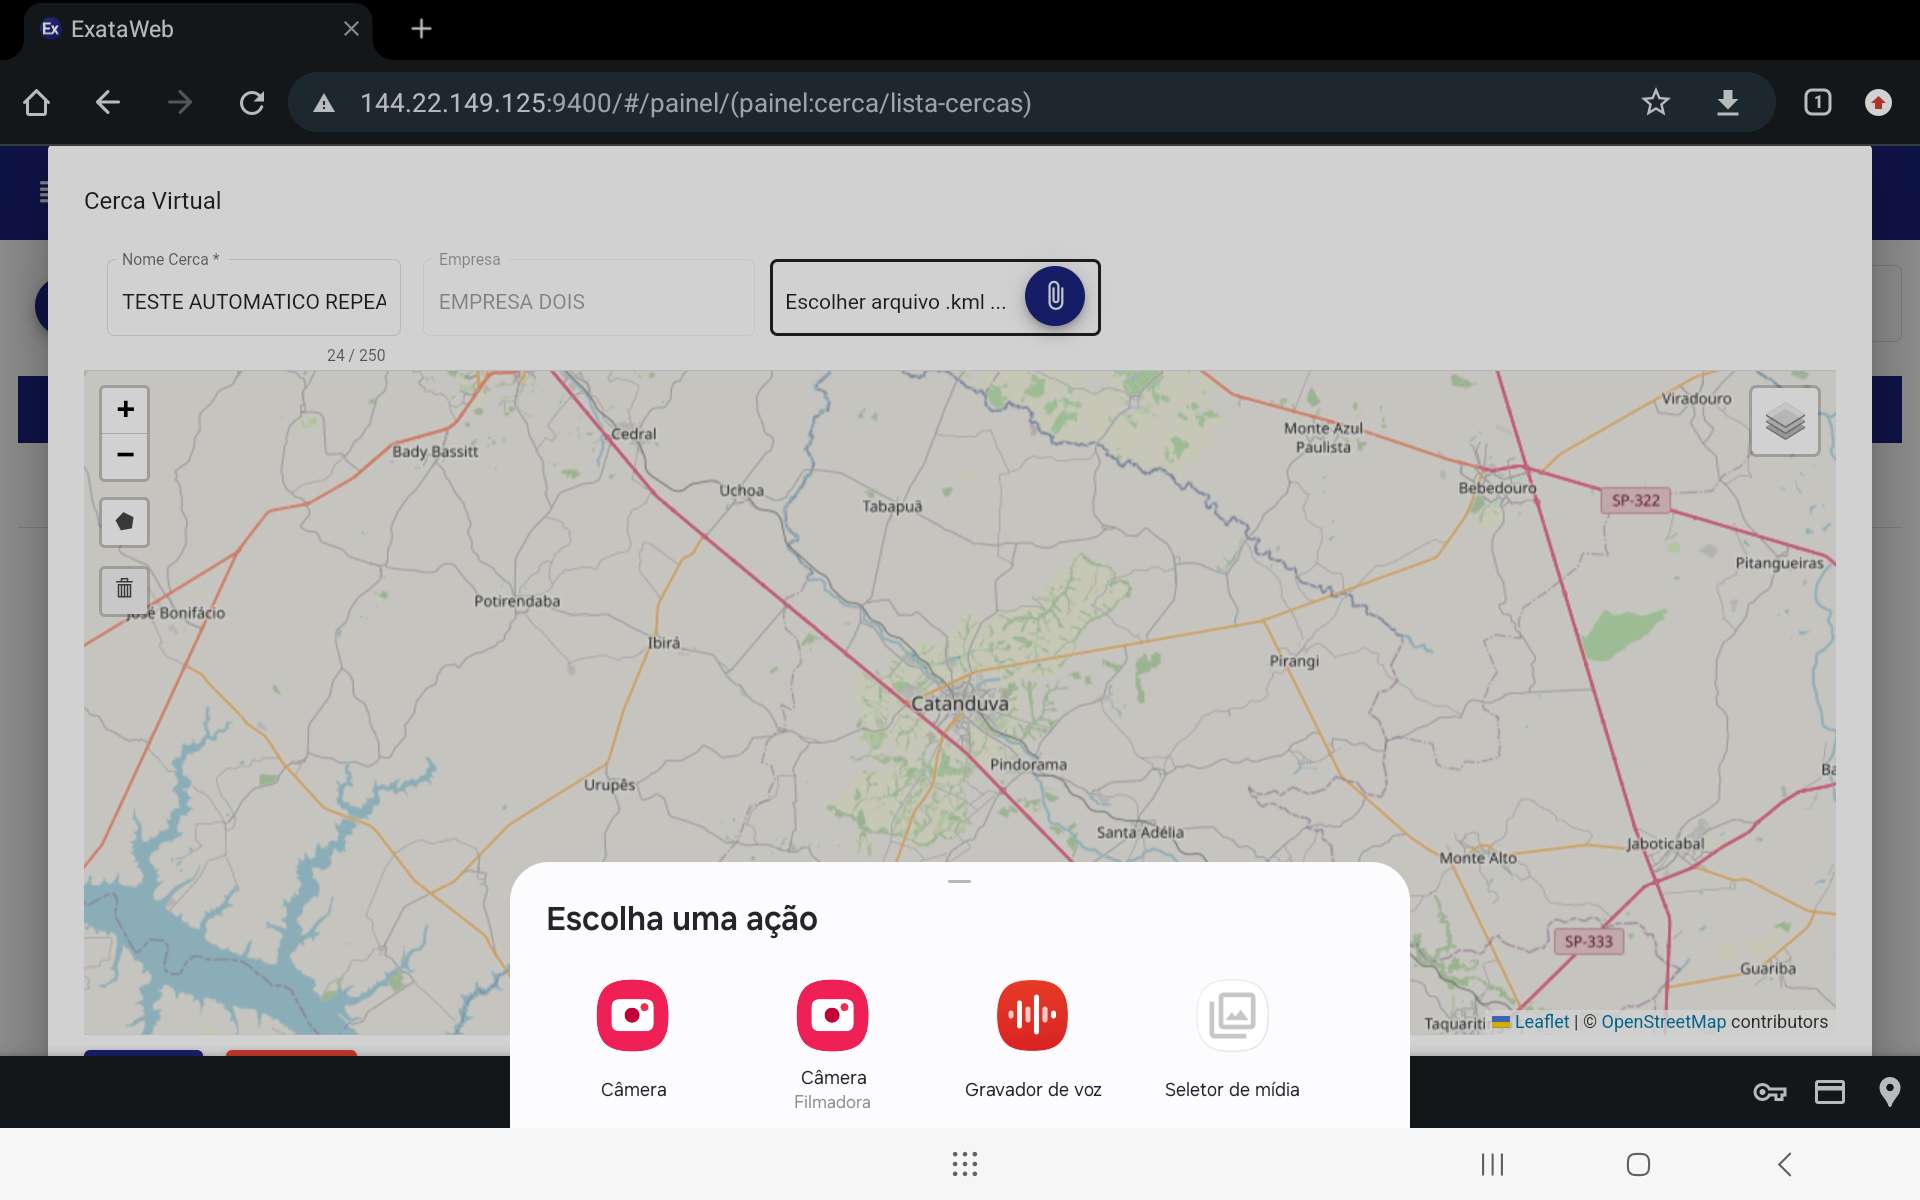 Ex ExataWeb
144.22.149.125:9400/#/painel/(painel:cerca/lista-cercas)
1
Cerca Virtual
Nome Cerca *
TESTE AUTOMATICO REPEA
24 / 250
Empresa
EMPRESA DOIS
Escolher arquivo .kml ...
+
−
Viradouro
Monte Azul
Paulista
Cedral
Bady Bassitt
Uchoa
Tabapuã
Bebedouro
SP-322
Pitangueiras
José Bonifácio
Potirendaba
Ibirá
Pirangi
Catanduva
Pindorama
Ba
Urupês
Santa Adélia
Jaboticabal
Monte Alto
SP-333
Guariba
Taquariti
Leaflet | © OpenStreetMap contributors
Escolha uma ação
Câmera
Câmera
Filmadora
Gravador de voz
Seletor de mídia